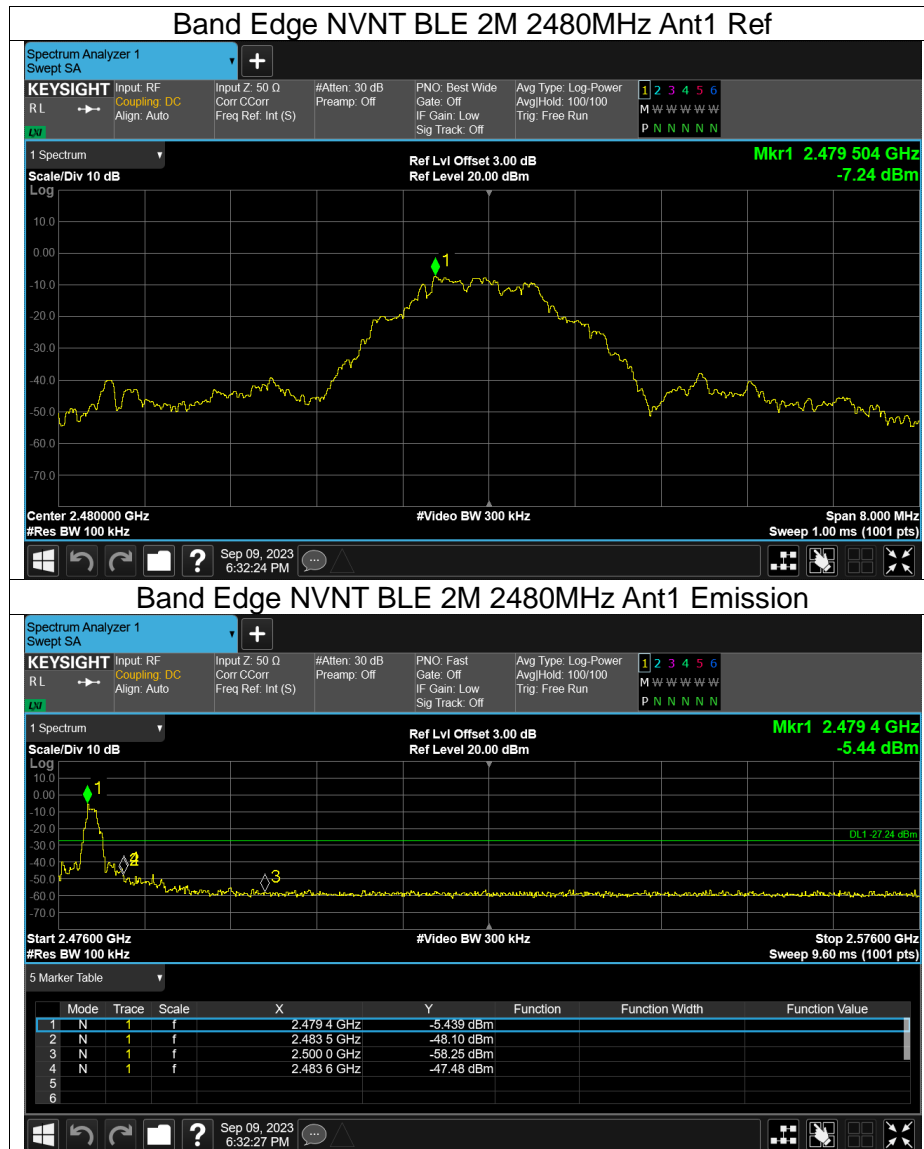 Band Edge NVNT BLE 2M 2480MHz Ant1 Ref
Spectrum Analyzer 1
Swept SA
+
KEYSIGHT Input: RF Input Z: 50 Ω #Atten: 30 dB PNO: Best Wide Avg Type: Log-Power 1 2 3 4 5 6
RL Coupling: DC Corr CCorr Preamp: Off Gate: Off Avg|Hold: 100/100 M W W W W W
Align: Auto Freq Ref: Int (S) IF Gain: Low Trig: Free Run
LXI Sig Track: Off P N N N N N
1 Spectrum Ref Lvl Offset 3.00 dB Mkr1 2.479 504 GHz
Scale/Div 10 dB Ref Level 20.00 dBm -7.24 dBm
Log
10.0
0.00
1
-10.0
-20.0
-30.0
-40.0
-50.0
-60.0
-70.0
Center 2.480000 GHz #Video BW 300 kHz Span 8.000 MHz
#Res BW 100 kHz Sweep 1.00 ms (1001 pts)
? Sep 09, 2023
6:32:24 PM
Band Edge NVNT BLE 2M 2480MHz Ant1 Emission
Spectrum Analyzer 1
Swept SA
+
KEYSIGHT Input: RF Input Z: 50 Ω #Atten: 30 dB PNO: Fast Avg Type: Log-Power 1 2 3 4 5 6
RL Coupling: DC Corr CCorr Preamp: Off Gate: Off Avg|Hold: 100/100 M W W W W W
Align: Auto Freq Ref: Int (S) IF Gain: Low Trig: Free Run
LXI Sig Track: Off P N N N N N
1 Spectrum Ref Lvl Offset 3.00 dB Mkr1 2.479 4 GHz
Scale/Div 10 dB Ref Level 20.00 dBm -5.44 dBm
Log
10.0
1
0.00
-10.0
-20.0
DL1 -27.24 dBm
-30.0
-40.0
2 4
-50.0
3
-60.0
-70.0
Start 2.47600 GHz #Video BW 300 kHz Stop 2.57600 GHz
#Res BW 100 kHz Sweep 9.60 ms (1001 pts)
5 Marker Table
Mode Trace Scale X Y Function Function Width Function Value
1 N 1 f 2.479 4 GHz -5.439 dBm
2 N 1 f 2.483 5 GHz -48.10 dBm
3 N 1 f 2.500 0 GHz -58.25 dBm
4 N 1 f 2.483 6 GHz -47.48 dBm
5
6
? Sep 09, 2023
6:32:27 PM